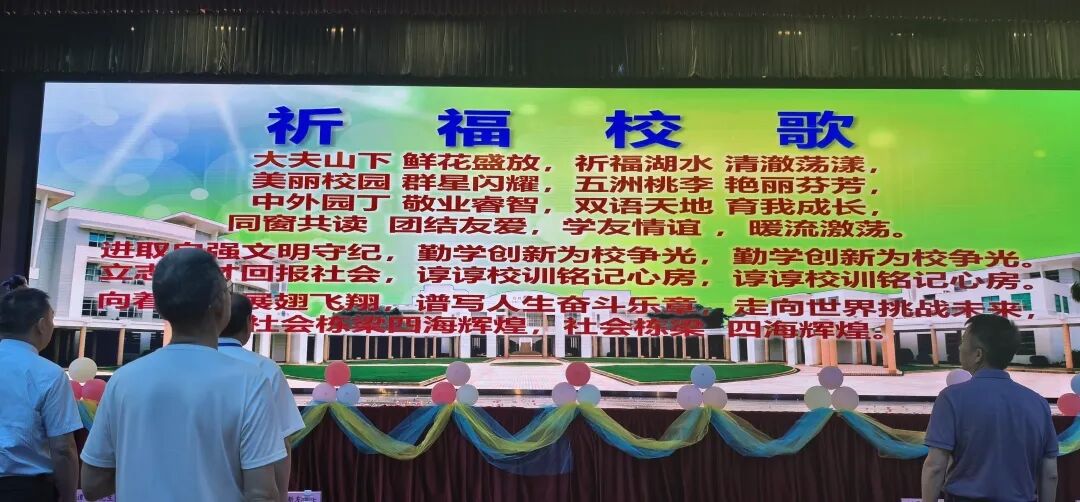 祈福校歌
大夫山下 鲜花盛放，祈福湖水 清澈荡漾，
美丽校园 群星闪耀，五洲桃李 艳丽芬芳，
中外园丁 敬业睿智，双语天地 育我成长，
同窗共读 团结友爱，学友情谊，暖流激荡。
进取自强文明守纪，勤学创新为校争光，勤学创新为校争光。
立志 才回报社会，谆谆校训铭记心房，谆谆校训铭记心房。
向着 展翅飞翔，谱写人生奋斗乐章，走向世界挑战未来，
社会栋梁四海辉煌，社会栋梁 四海辉煌。